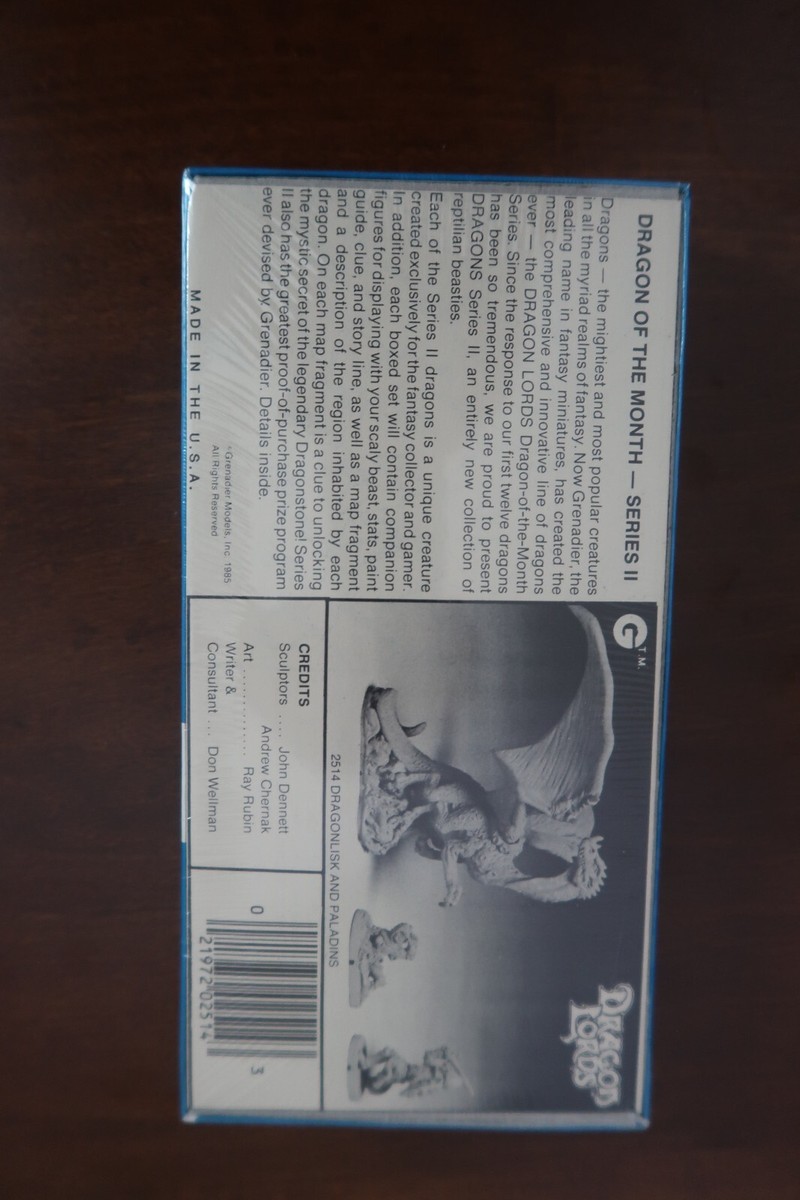 DRAGON OF THE MONTH — SERIES II
Dragons — the mightiest and most popular creatures
in all the myriad realms of fantasy. Now Grenadier, the
leading name in fantasy miniatures, has created the
most comprehensive and innovative line of dragons
ever — the DRAGON LORDS Dragon-of-the-Month
Series. Since the response to our first twelve dragons
has been so tremendous, we are proud to present
DRAGONS Series II, an entirely new collection of
reptilian beasties.
Each of the Series II dragons is a unique creature
created exclusively for the fantasy collector and gamer.
In addition, each boxed set will contain companion
figures for displaying with your scaly beast, stats, paint
guide, clue, and story line, as well as a map fragment
and a description of the region inhabited by each
dragon. On each map fragment is a clue to unlocking
the mystic secret of the legendary Dragonstone! Series
II also has the greatest proof-of-purchase prize program
ever devised by Grenadier. Details inside.
© Grenadier Models, Inc. 1985
All Rights Reserved
MADE IN THE U.S.A.
G T.M.
DRAGON
LORDS
2514 DRAGONLISK AND PALADINS
CREDITS
Sculptors .... John Dennett
Andrew Chernak
Art ............ Ray Rubin
Writer &
Consultant ... Don Wellman
0 21972 02514 3